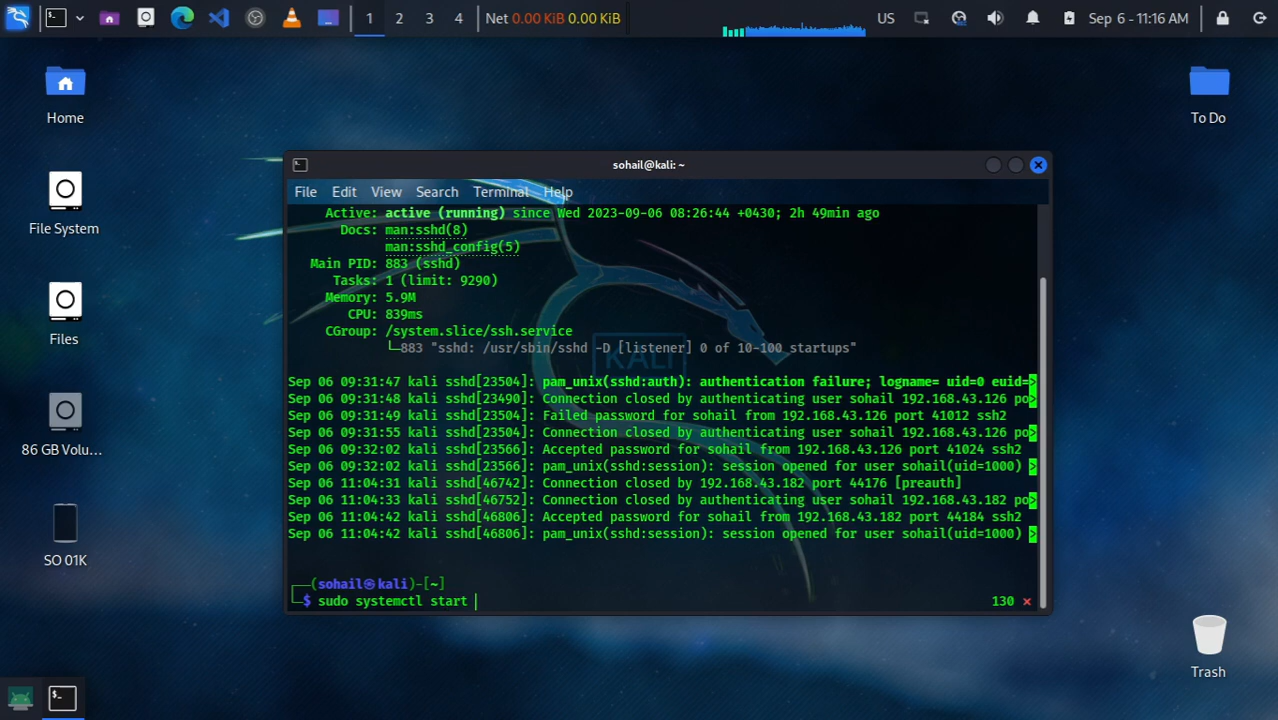 1 2 3 4 Net 0.00 KiB 0.00 KiB US Sep 6 - 11:16 AM
Home
File System
Files
86 GB Volu...
SO 01K
To Do
Trash
sohail@kali: ~
File Edit View Search Terminal Help
Active: active (running) since Wed 2023-09-06 08:26:44 +0430; 2h 49min ago
Docs: man:sshd(8)
man:sshd_config(5)
Main PID: 883 (sshd)
Tasks: 1 (limit: 9290)
Memory: 5.9M
CPU: 839ms
CGroup: /system.slice/ssh.service
└─883 "sshd: /usr/sbin/sshd -D [listener] 0 of 10-100 startups"
KALI
Sep 06 09:31:47 kali sshd[23504]: pam_unix(sshd:auth): authentication failure; logname= uid=0 euid=>
Sep 06 09:31:48 kali sshd[23490]: Connection closed by authenticating user sohail 192.168.43.126 po>
Sep 06 09:31:49 kali sshd[23504]: Failed password for sohail from 192.168.43.126 port 41012 ssh2
Sep 06 09:31:55 kali sshd[23504]: Connection closed by authenticating user sohail 192.168.43.126 po>
Sep 06 09:32:02 kali sshd[23566]: Accepted password for sohail from 192.168.43.126 port 41024 ssh2
Sep 06 09:32:02 kali sshd[23566]: pam_unix(sshd:session): session opened for user sohail(uid=1000) >
Sep 06 11:04:31 kali sshd[46742]: Connection closed by 192.168.43.182 port 44176 [preauth]
Sep 06 11:04:33 kali sshd[46752]: Connection closed by authenticating user sohail 192.168.43.182 po>
Sep 06 11:04:42 kali sshd[46806]: Accepted password for sohail from 192.168.43.182 port 44184 ssh2
Sep 06 11:04:42 kali sshd[46806]: pam_unix(sshd:session): session opened for user sohail(uid=1000) >
┌──(sohail㉿kali)-[~]
└─$ sudo systemctl start 130 ⨯